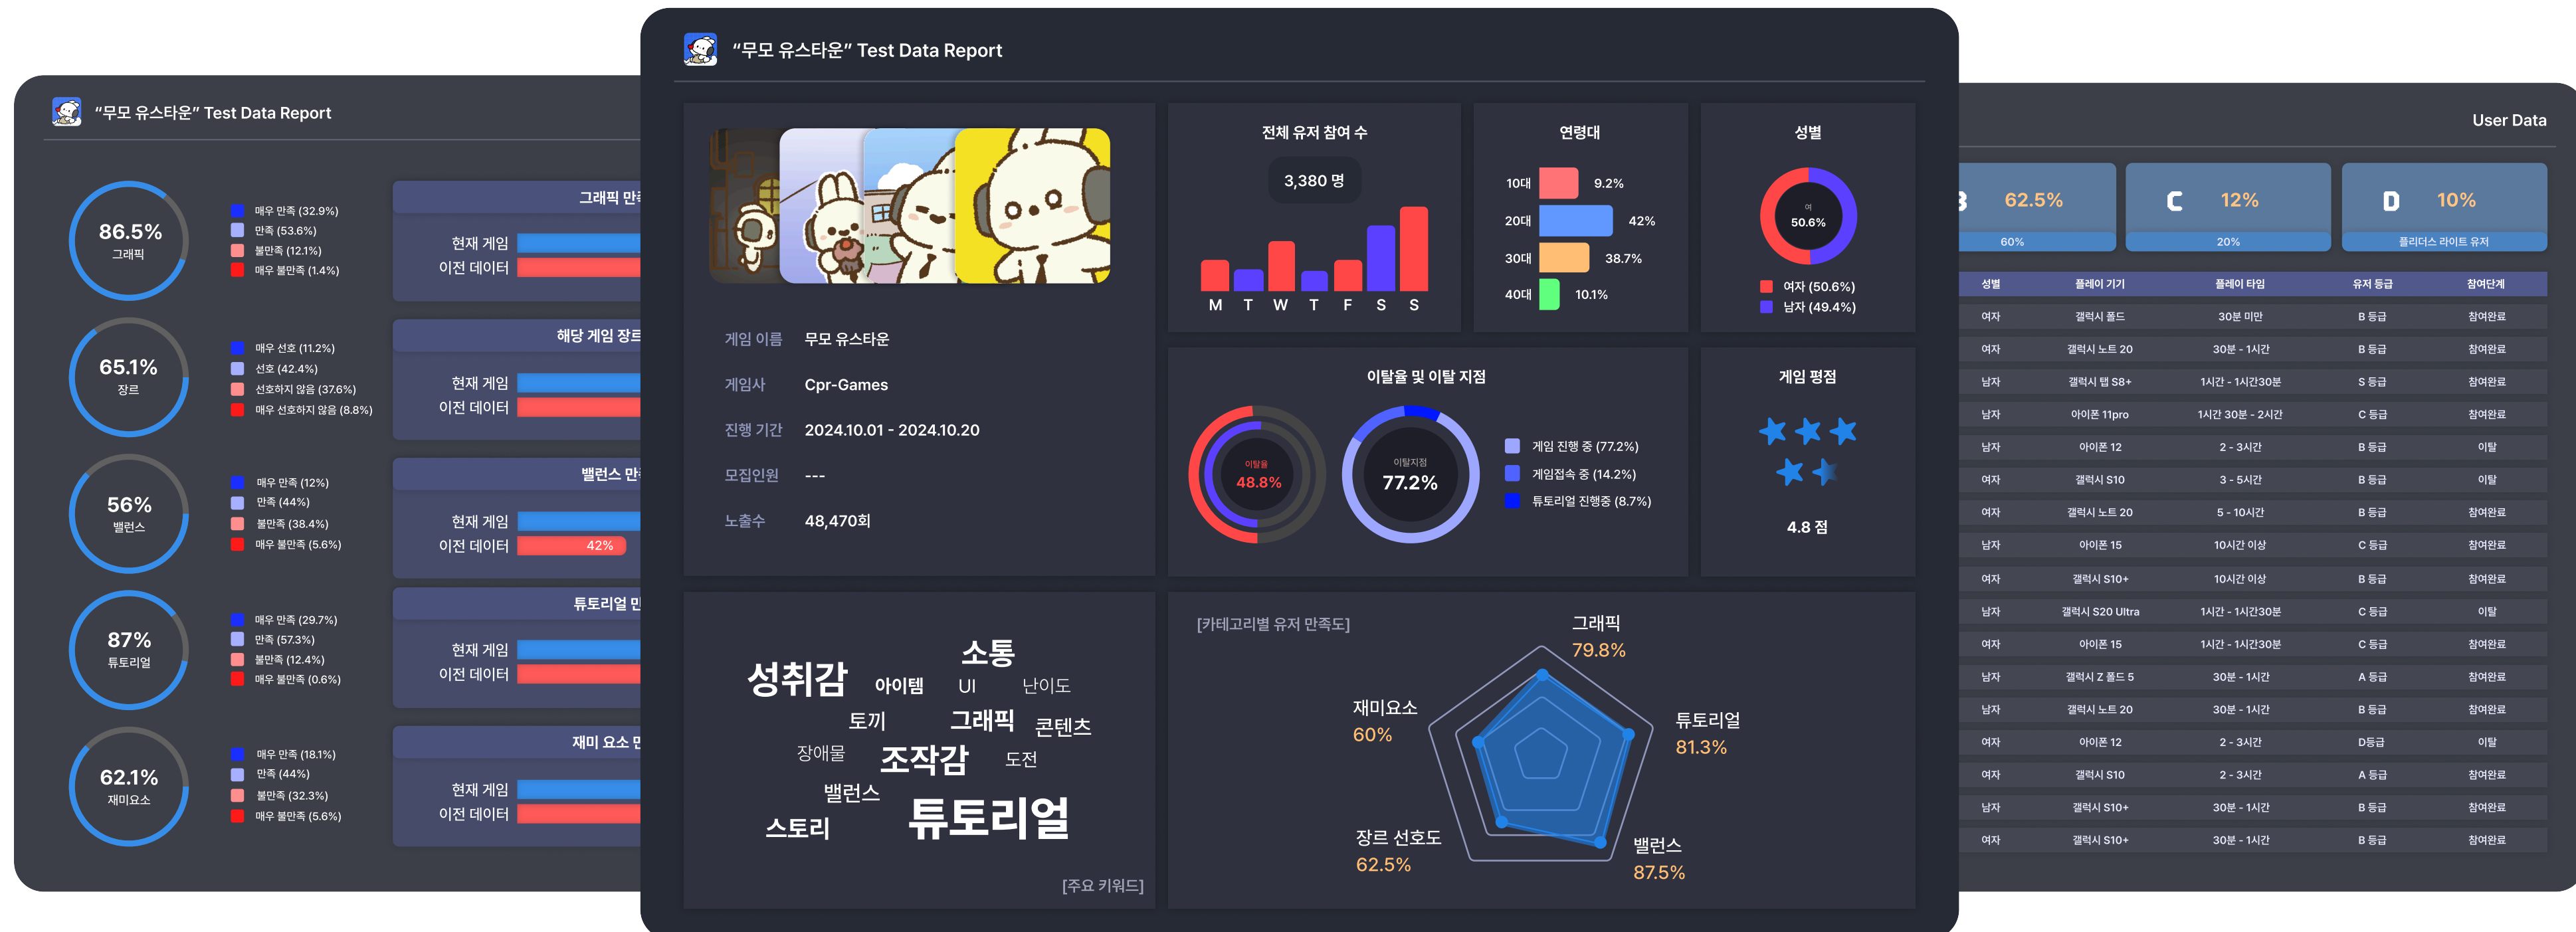 “무모 유스타운” Test Data Report
86.5%
그래픽
매우 만족 (32.9%)
만족 (53.6%)
불만족 (12.1%)
매우 불만족 (1.4%)
그래픽 만족
현재 게임
이전 데이터
65.1%
장르
매우 선호 (11.2%)
선호 (42.4%)
선호하지 않음 (37.6%)
매우 선호하지 않음 (8.8%)
해당 게임 장르
현재 게임
이전 데이터
56%
밸런스
매우 만족 (12%)
만족 (44%)
불만족 (38.4%)
매우 불만족 (5.6%)
밸런스 만족
현재 게임
이전 데이터
42%
87%
튜토리얼
매우 만족 (29.7%)
만족 (57.3%)
불만족 (12.4%)
매우 불만족 (0.6%)
튜토리얼
현재 게임
이전 데이터
62.1%
재미요소
매우 만족 (18.1%)
만족 (44%)
불만족 (32.3%)
매우 불만족 (5.6%)
재미 요소
현재 게임
이전 데이터
“무모 유스타운” Test Data Report
게임 이름 무모 유스타운
게임사 Cpr-Games
진행 기간 2024.10.01 - 2024.10.20
모집인원 ---
노출수 48,470회
전체 유저 참여 수
3,380 명
M T W T F S S
연령대
10대 9.2%
20대 42%
30대 38.7%
40대 10.1%
성별
여
50.6%
여자 (50.6%)
남자 (49.4%)
이탈율 및 이탈 지점
이탈율
48.8%
이탈지점
77.2%
게임 진행 중 (77.2%)
게임접속 중 (14.2%)
튜토리얼 진행중 (8.7%)
게임 평점
4.8 점
소통
성취감 아이템 UI 난이도
토끼 그래픽 콘텐츠
장애물 조작감 도전
밸런스
스토리 튜토리얼
[주요 키워드]
[카테고리별 유저 만족도]
그래픽
79.8%
재미요소
60%
튜토리얼
81.3%
장르 선호도
62.5%
밸런스
87.5%
User Data
62.5%
60%
C 12%
20%
D 10%
플리더스 라이트 유저
성별 플레이 기기 플레이 타임 유저 등급 참여단계
여자 갤럭시 폴드 30분 미만 B 등급 참여완료
여자 갤럭시 노트 20 30분 - 1시간 B 등급 참여완료
남자 갤럭시 탭 S8+ 1시간 - 1시간30분 S 등급 참여완료
남자 아이폰 11pro 1시간 30분 - 2시간 C 등급 참여완료
남자 아이폰 12 2 - 3시간 B 등급 이탈
여자 갤럭시 S10 3 - 5시간 B 등급 이탈
여자 갤럭시 노트 20 5 - 10시간 B 등급 참여완료
남자 아이폰 15 10시간 이상 C 등급 참여완료
여자 갤럭시 S10+ 10시간 이상 B 등급 참여완료
남자 갤럭시 S20 Ultra 1시간 - 1시간30분 C 등급 이탈
여자 아이폰 15 1시간 - 1시간30분 C 등급 참여완료
남자 갤럭시 Z 폴드 5 30분 - 1시간 A 등급 참여완료
남자 갤럭시 노트 20 30분 - 1시간 B 등급 참여완료
여자 아이폰 12 2 - 3시간 D등급 이탈
여자 갤럭시 S10 2 - 3시간 A 등급 참여완료
남자 갤럭시 S10+ 30분 - 1시간 B 등급 참여완료
여자 갤럭시 S10+ 30분 - 1시간 B 등급 참여완료